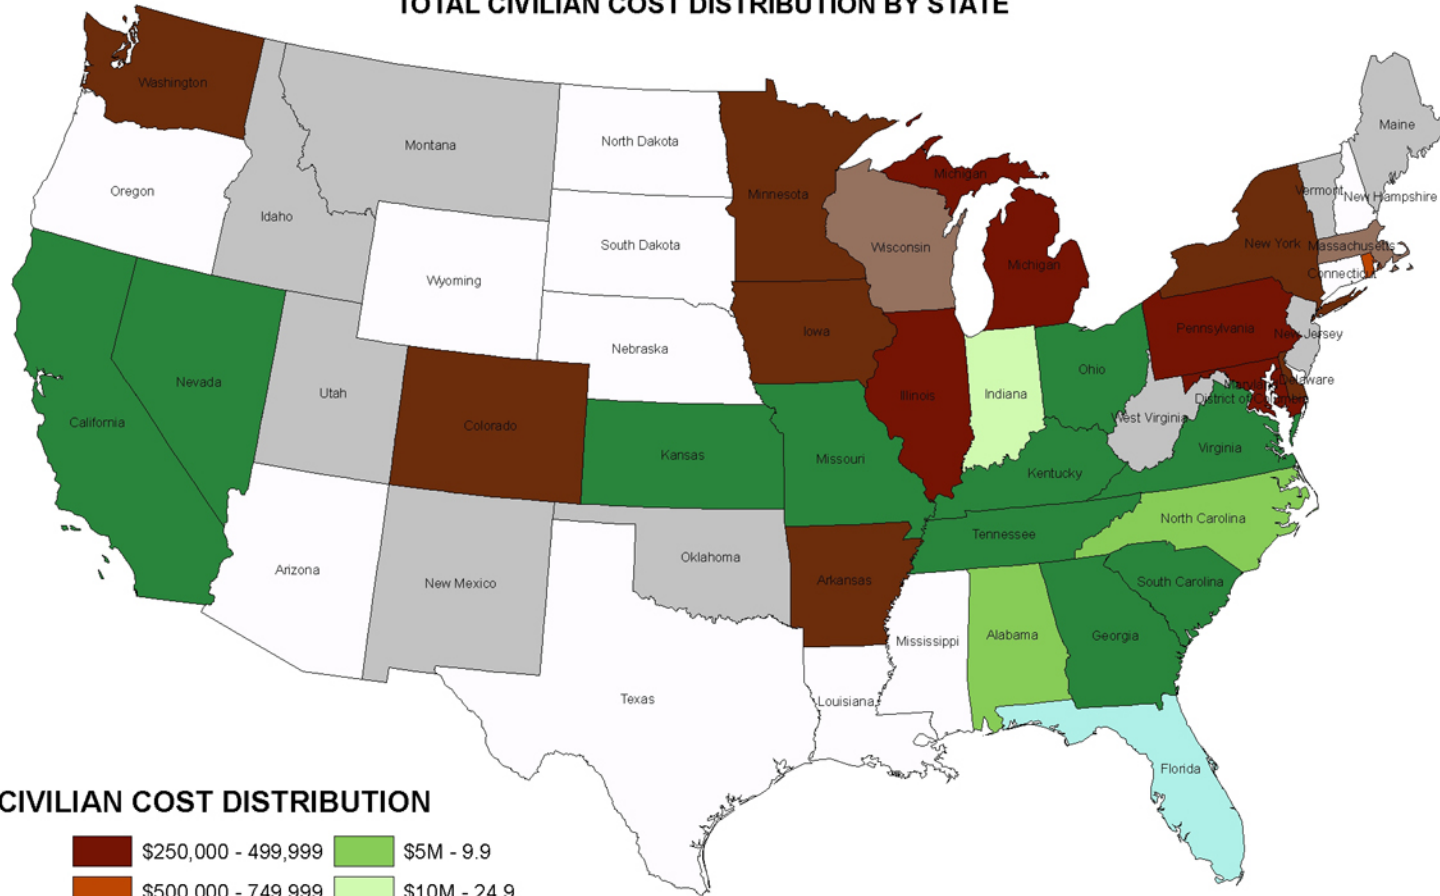 TOTAL CIVILIAN COST DISTRIBUTION BY STATE
Washington
Montana
North Dakota
Minnesota
Michigan
Maine
Oregon
Idaho
South Dakota
Wisconsin
Vermont
New Hampshire
Wyoming
Michigan
New York
Massachusetts
Connecticut
Nebraska
Iowa
Pennsylvania
New Jersey
Nevada
Utah
Illinois
Indiana
Ohio
Maryland
Delaware
District of Columbia
California
Colorado
Kansas
Missouri
Kentucky
West Virginia
Virginia
Arizona
New Mexico
Oklahoma
Arkansas
Tennessee
North Carolina
South Carolina
Texas
Louisiana
Mississippi
Alabama
Georgia
Florida
CIVILIAN COST DISTRIBUTION
$250,000 - 499,999 $5M - 9.9
$500,000 - 749,999 $10M - 24.9